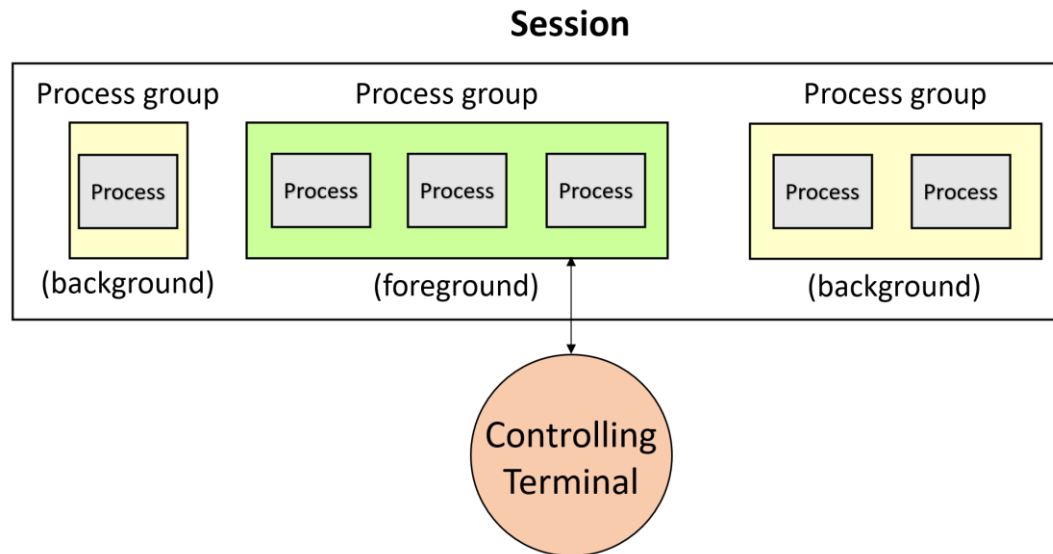 Session
Process group
Process group
Process group
Process
Process
Process
Process
Process
Process
(background)
(foreground)
(background)
Controlling
Terminal